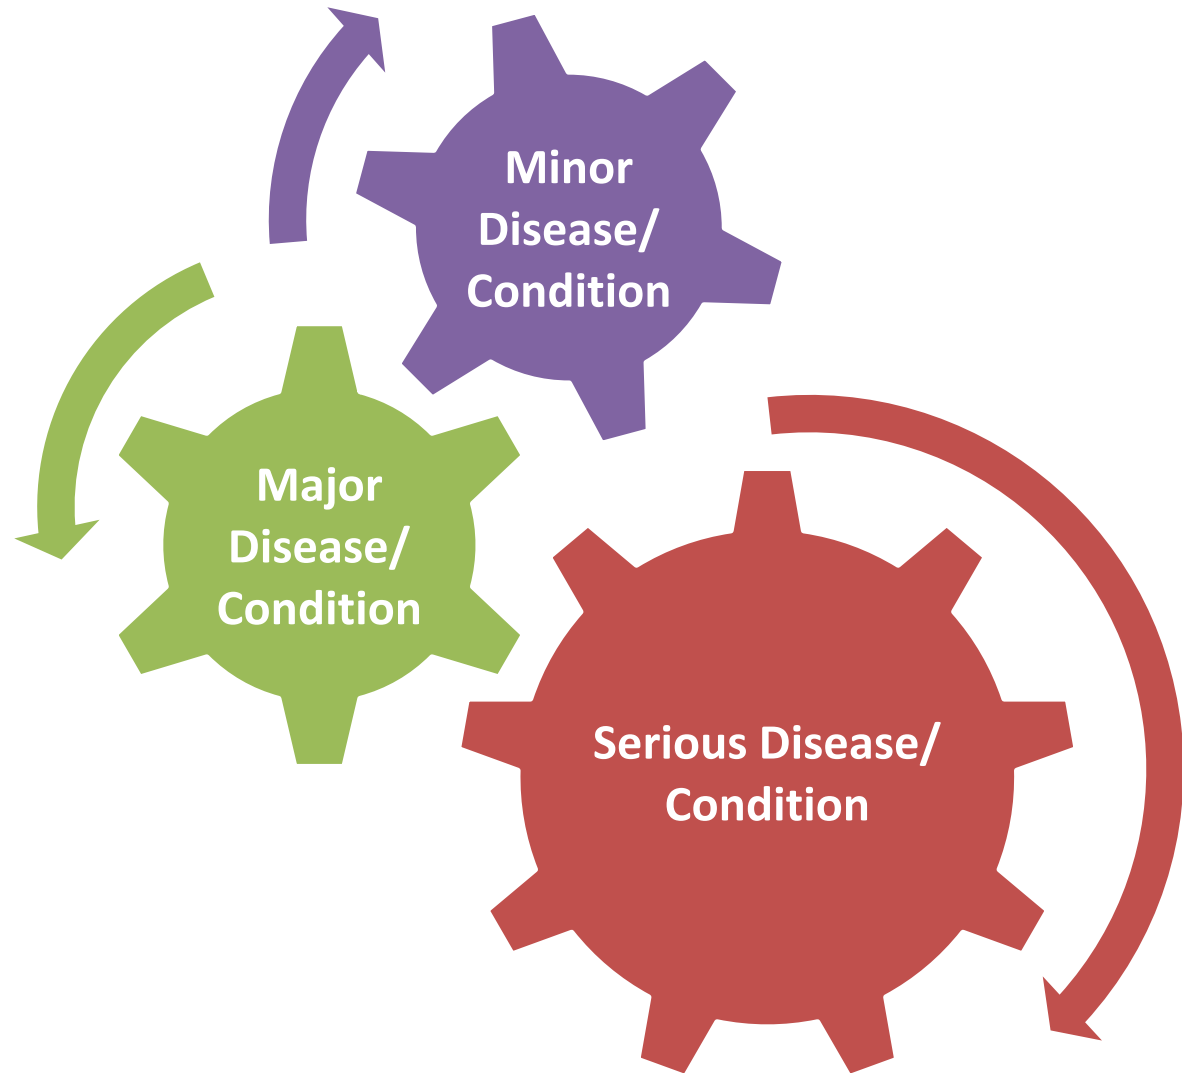 Minor
Disease/
Condition
Major
Disease/
Condition
Serious Disease/
Condition